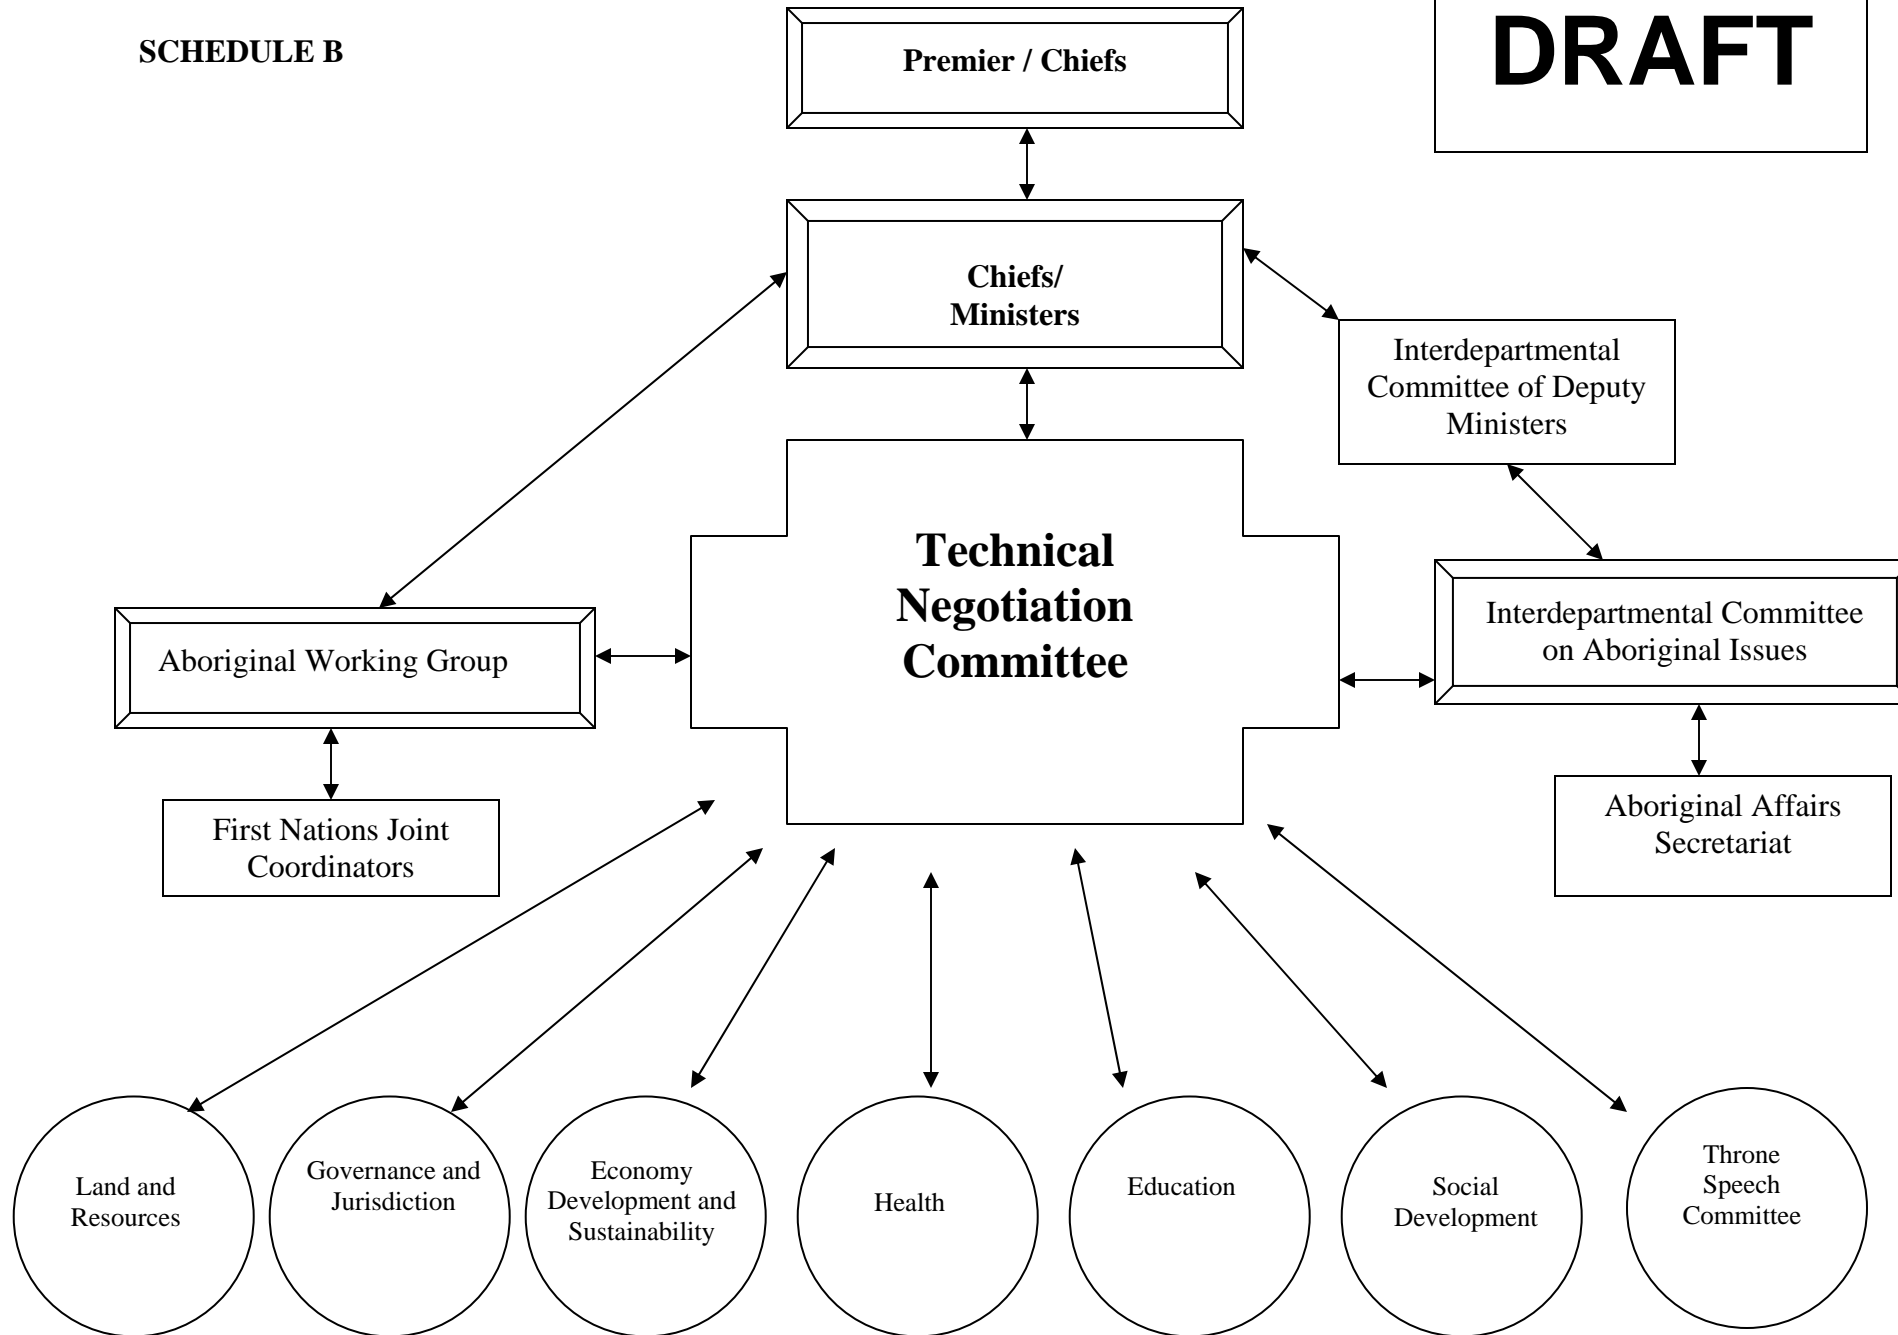 SCHEDULE B
DRAFT
Premier / Chiefs
Chiefs/
Ministers
Interdepartmental
Committee of Deputy
Ministers
Technical
Negotiation
Committee
Aboriginal Working Group
Interdepartmental Committee
on Aboriginal Issues
First Nations Joint
Coordinators
Aboriginal Affairs
Secretariat
Land and
Resources
Governance and
Jurisdiction
Economy
Development and
Sustainability
Health
Education
Social
Development
Throne
Speech
Committee